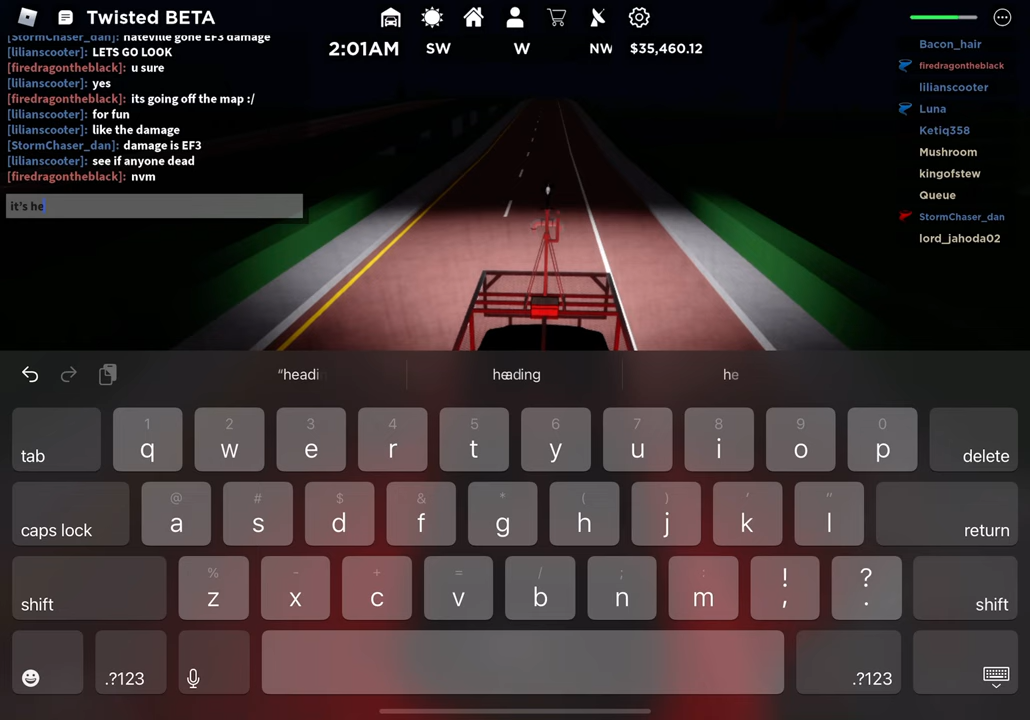 Twisted BETA
2:01AM
SW
W
NW
$35,460.12
[StormChaser_dan]: hateville gone EF3 damage
[lilianscooter]: LETS GO LOOK
[firedragontheblack]: u sure
[lilianscooter]: yes
[firedragontheblack]: its going off the map :/
[lilianscooter]: for fun
[lilianscooter]: like the damage
[StormChaser_dan]: damage is EF3
[lilianscooter]: see if anyone dead
[firedragontheblack]: nvm
it's he
Bacon_hair
firedragontheblack
lilianscooter
Luna
Ketiq358
Mushroom
kingofstew
Queue
StormChaser_dan
lord_jahoda02
"headi
heading
he
1 2 3 4 5 6 7 8 9 0
tab q w e r t y u i o p delete
@ # $ & * ( ) ' "
caps lock a s d f g h j k l return
% - + = / ; : ! ?
shift z x c v b n m , . shift
.?123 .?123